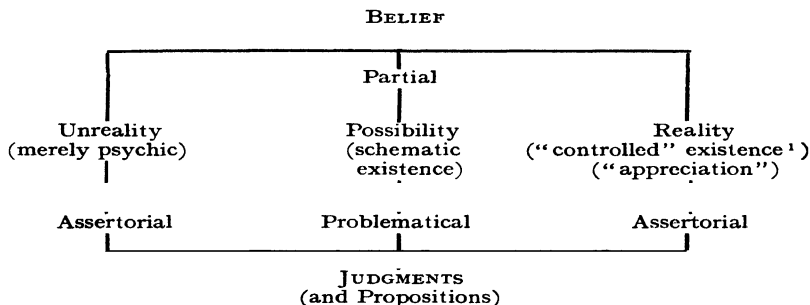 BELIEF
Partial
Unreality Possibility Reality
(merely psychic) (schematic (“controlled” existence¹)
existence) (“appreciation”)
Assertorial Problematical Assertorial
JUDGMENTS
(and Propositions)